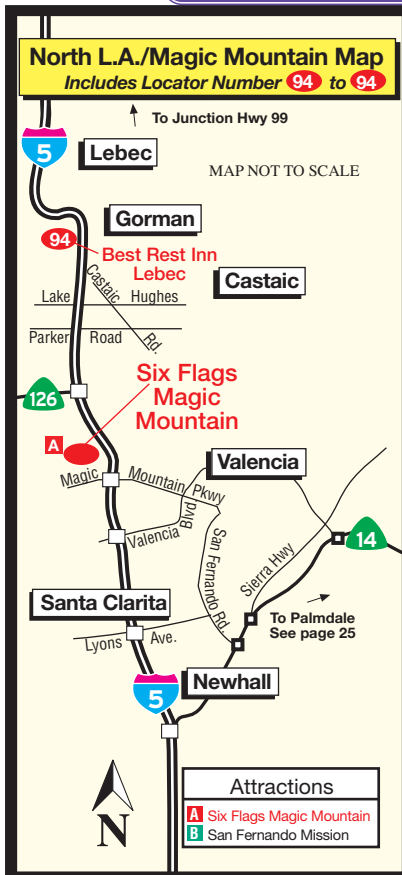 North L.A./Magic Mountain Map
Includes Locator Number 94 to 94
To Junction Hwy 99
5
Lebec
MAP NOT TO SCALE
Gorman
94
Best Rest Inn
Lebec
Castaic
Castaic Rd.
Lake Hughes
Parker Road
126
Six Flags
Magic
Mountain
A
Magic Mountain Pkwy
Valencia
Valencia Blvd
San Fernando Rd
Sierra Hwy
14
Santa Clarita
To Palmdale
See page 25
Lyons Ave.
Newhall
5
N
Attractions
A Six Flags Magic Mountain
B San Fernando Mission